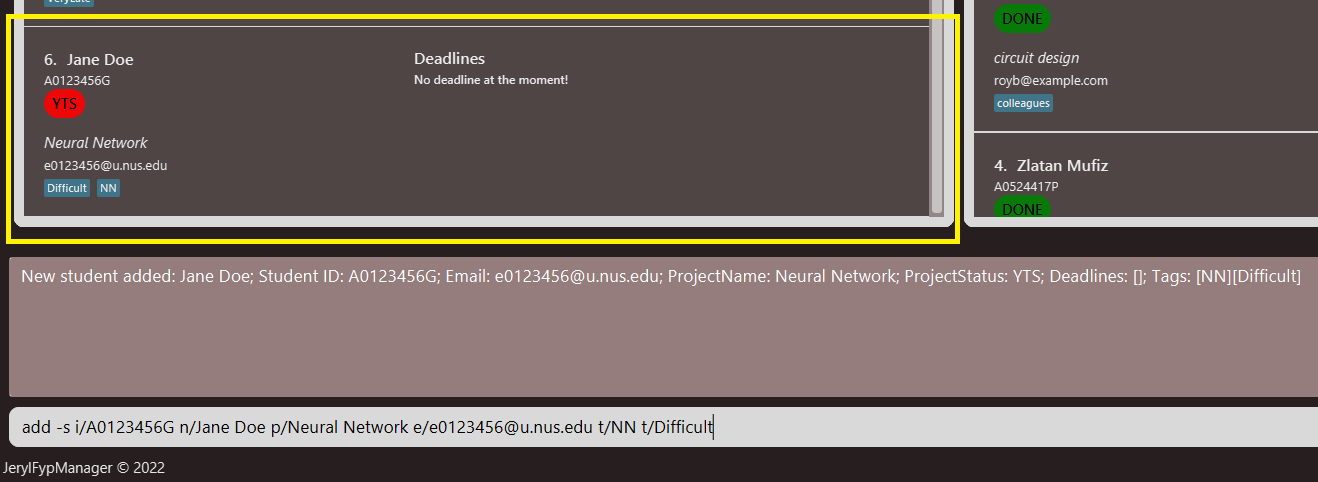 VeryLate
6. Jane Doe
A0123456G
YTS
Neural Network
e0123456@u.nus.edu
Difficult NN
Deadlines
No deadline at the moment!
DONE
circuit design
royb@example.com
colleagues
4. Zlatan Mufiz
A0524417P
DONE
New student added: Jane Doe; Student ID: A0123456G; Email: e0123456@u.nus.edu; ProjectName: Neural Network; ProjectStatus: YTS; Deadlines: []; Tags: [NN][Difficult]
add -s i/A0123456G n/Jane Doe p/Neural Network e/e0123456@u.nus.edu t/NN t/Difficult
JerylFypManager © 2022